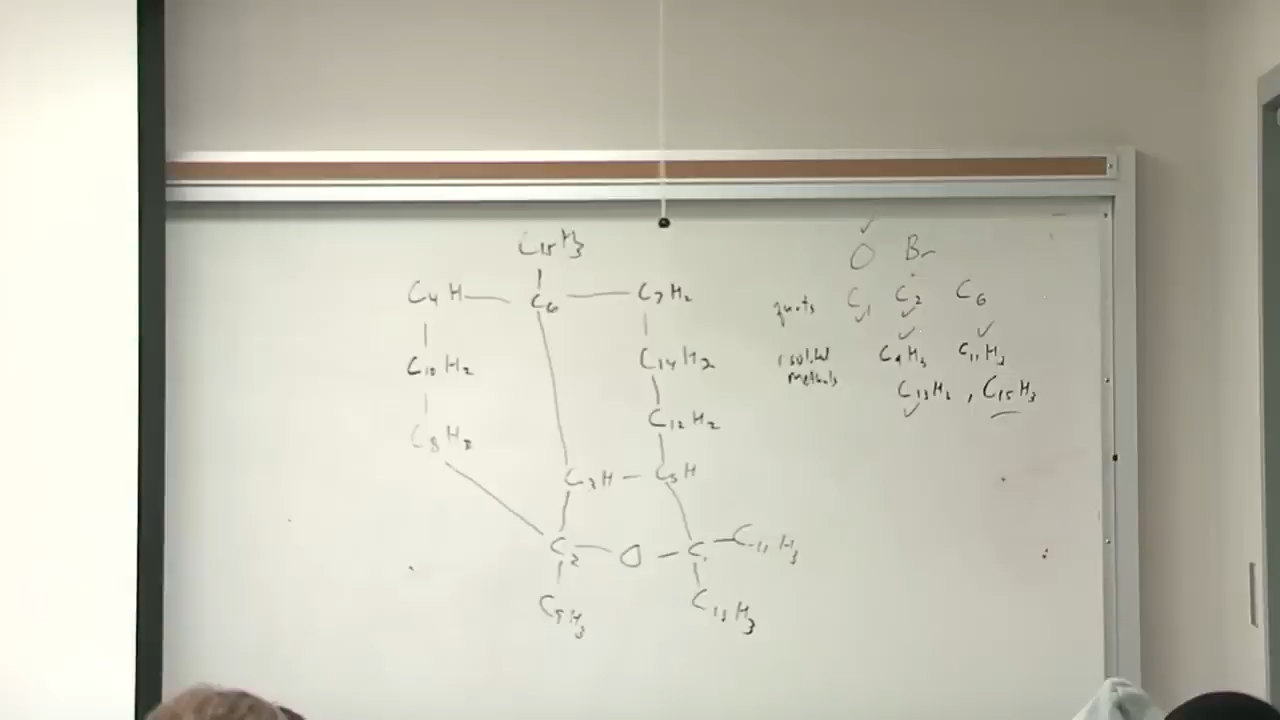 C₁₅H₃
C₄H — C₆ — C₇H₂
C₁₀H₂ C₁₄H₂
C₁₂H₂
C₈H₂
C₃H — C₅H
C₂ — O — C₁ — C₁₁H₃
C₉H₃ C₁₃H₃
O Br
quats C₁ C₂ C₆
isolated C₉H₃ C₁₁H₃
methyls C₁₃H₃ , C₁₅H₃